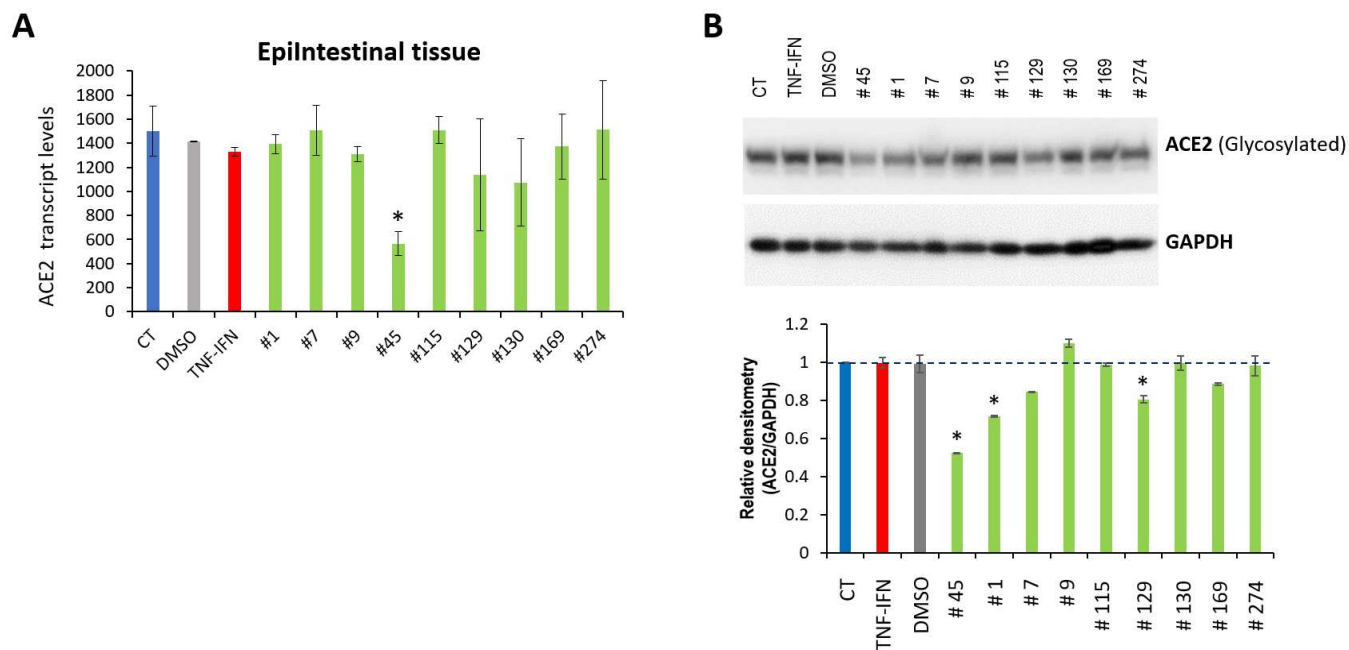 A
EpiIntestinal tissue
ACE2 transcript levels
2000
1800
1600
1400
1200
1000
800
600
400
200
0
*
CT
DMSO
TNF-IFN
#1
#7
#9
#45
#115
#129
#130
#169
#274
B
CT
TNF-IFN
DMSO
# 45
# 1
# 7
# 9
# 115
# 129
# 130
# 169
# 274
ACE2 (Glycosylated)
GAPDH
Relative densitometry
(ACE2/GAPDH)
1.2
1
0.8
0.6
0.4
0.2
0
*
*
*
CT
TNF-IFN
DMSO
# 45
# 1
# 7
# 9
# 115
# 129
# 130
# 169
# 274